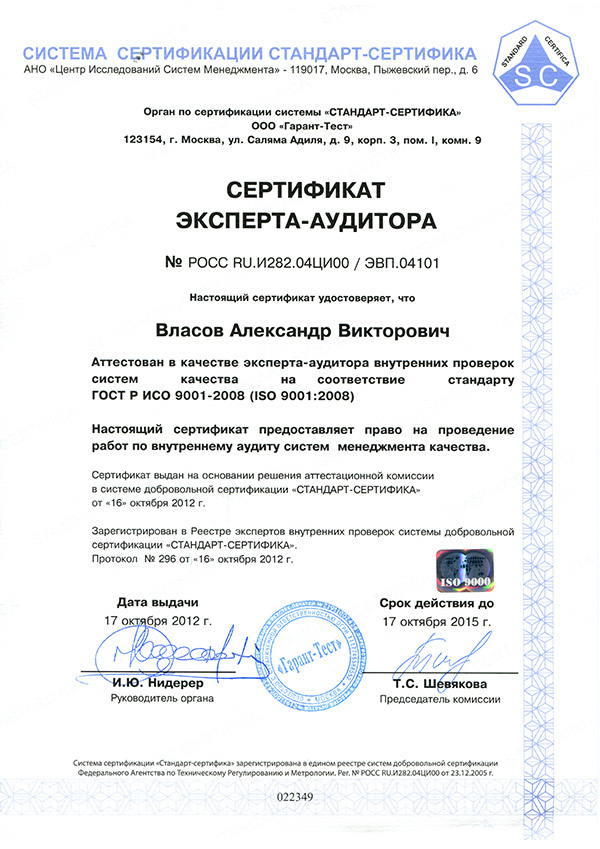 СИСТЕМА СЕРТИФИКАЦИИ СТАНДАРТ-СЕРТИФИКА
АНО «Центр Исследований Систем Менеджмента» - 119017, Москва, Пыжевский пер., д. 6
STANDARD CERTIFICA
SC
Орган по сертификации системы «СТАНДАРТ-СЕРТИФИКА»
ООО «Гарант-Тест»
123154, г. Москва, ул. Саляма Адиля, д. 9, корп. 3, пом. I, комн. 9
СЕРТИФИКАТ
ЭКСПЕРТА-АУДИТОРА
№ РОСС RU.И282.04ЦИ00 / ЭВП.04101
Настоящий сертификат удостоверяет, что
Власов Александр Викторович
Аттестован в качестве эксперта-аудитора внутренних проверок
систем качества на соответствие стандарту
ГОСТ Р ИСО 9001-2008 (ISO 9001:2008)
Настоящий сертификат предоставляет право на проведение
работ по внутреннему аудиту систем менеджмента качества.
Сертификат выдан на основании решения аттестационной комиссии
в системе добровольной сертификации «СТАНДАРТ-СЕРТИФИКА»
от «16» октября 2012 г.
Зарегистрирован в Реестре экспертов внутренних проверок системы добровольной
сертификации «СТАНДАРТ-СЕРТИФИКА».
Протокол № 296 от «16» октября 2012 г.
ISO 9000
Дата выдачи
17 октября 2012 г.
Срок действия до
17 октября 2015 г.
«Гарант-Тест»
И.Ю. Нидерер
Руководитель органа
Т.С. Шевякова
Председатель комиссии
Система сертификации «Стандарт-сертифика» зарегистрирована в едином реестре систем добровольной сертификации
Федерального Агентства по Техническому Регулированию и Метрологии. Рег. № РОСС RU.И282.04ЦИ00 от 23.12.2005 г.
022349